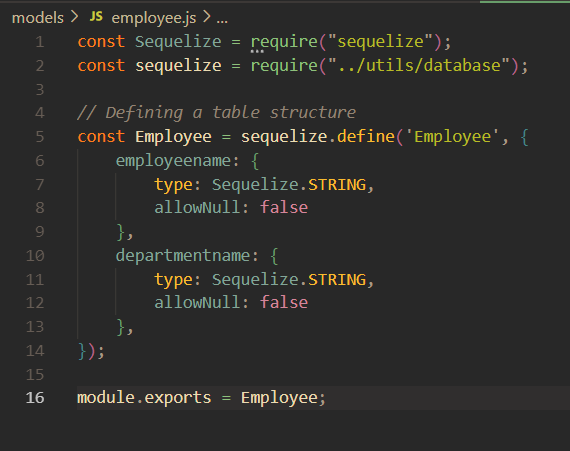 models > JS employee.js > ...
1 const Sequelize = require("sequelize");
2 const sequelize = require("../utils/database");
3
4 // Defining a table structure
5 const Employee = sequelize.define('Employee', {
6     employeename: {
7         type: Sequelize.STRING,
8         allowNull: false
9     },
10     departmentname: {
11         type: Sequelize.STRING,
12         allowNull: false
13     },
14 });
15
16 module.exports = Employee;